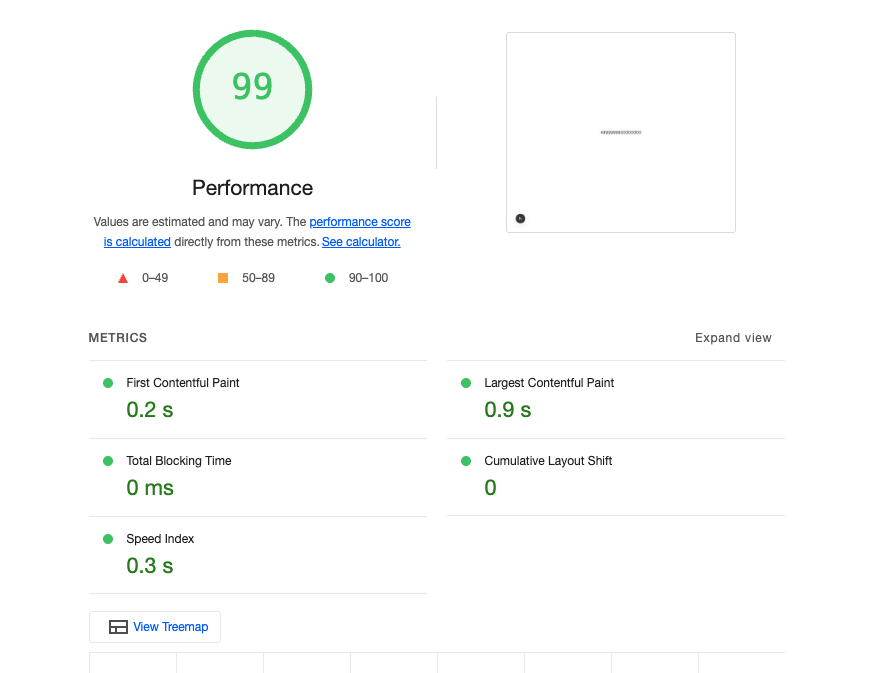 99
Performance
Values are estimated and may vary. The performance score
is calculated directly from these metrics. See calculator.
0–49
50–89
90–100
METRICS
Expand view
First Contentful Paint
0.2 s
Largest Contentful Paint
0.9 s
Total Blocking Time
0 ms
Cumulative Layout Shift
0
Speed Index
0.3 s
View Treemap